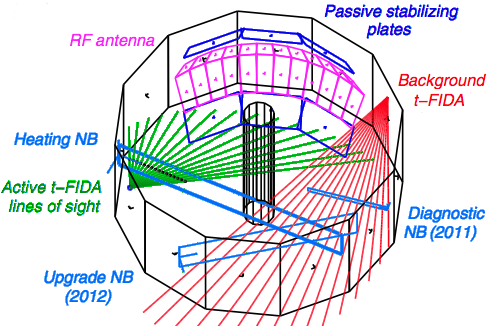 Passive stabilizing
plates
RF antenna
Background
t-FIDA
Heating NB
Active t-FIDA
lines of sight
Diagnostic
NB (2011)
Upgrade NB
(2012)